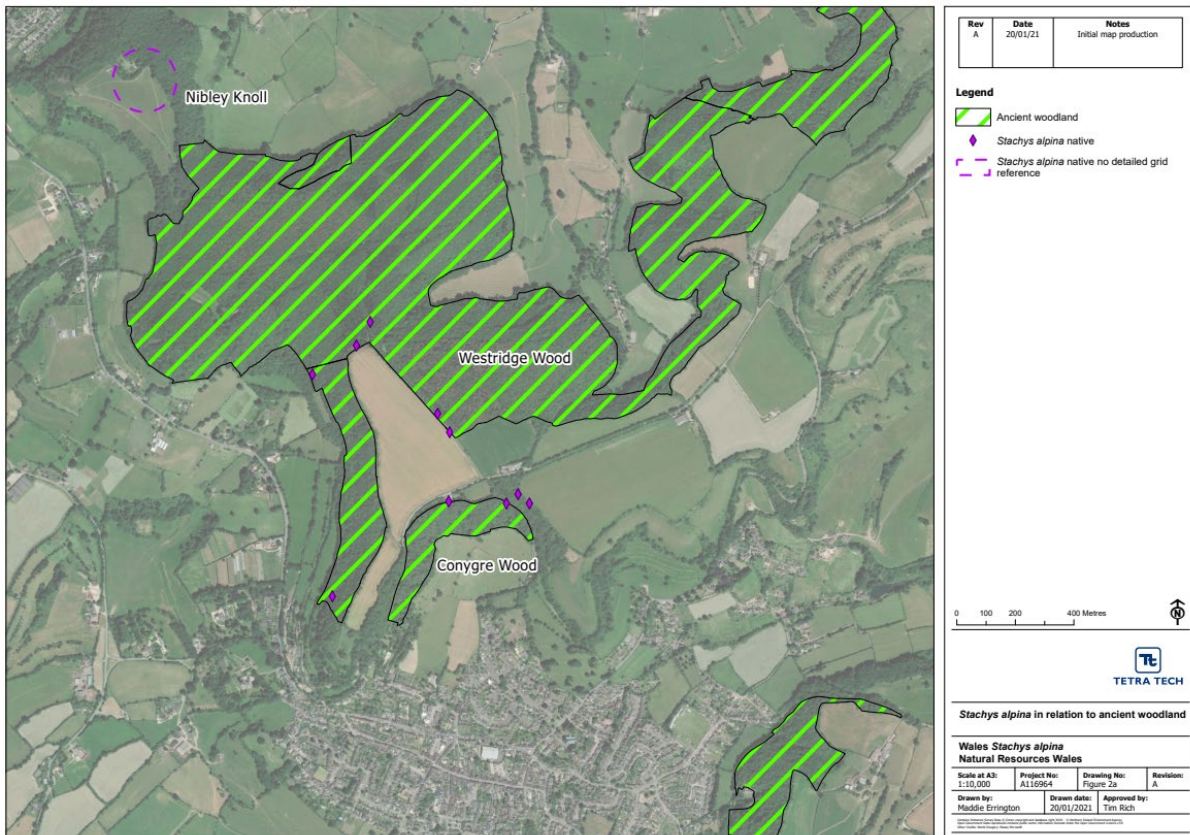 Nibley Knoll
Westridge Wood
Conygre Wood
Rev Date Notes
A 20/01/21 Initial map production
Legend
Ancient woodland
Stachys alpina native
Stachys alpina native no detailed grid
reference
0 100 200 400 Metres
N
Tt
TETRA TECH
Stachys alpina in relation to ancient woodland
Wales Stachys alpina
Natural Resources Wales
Scale at A3: Project No: Drawing No: Revision:
1:10,000 A116964 Figure 2a A
Drawn by: Drawn date: Approved by:
Maddie Errington 20/01/2021 Tim Rich